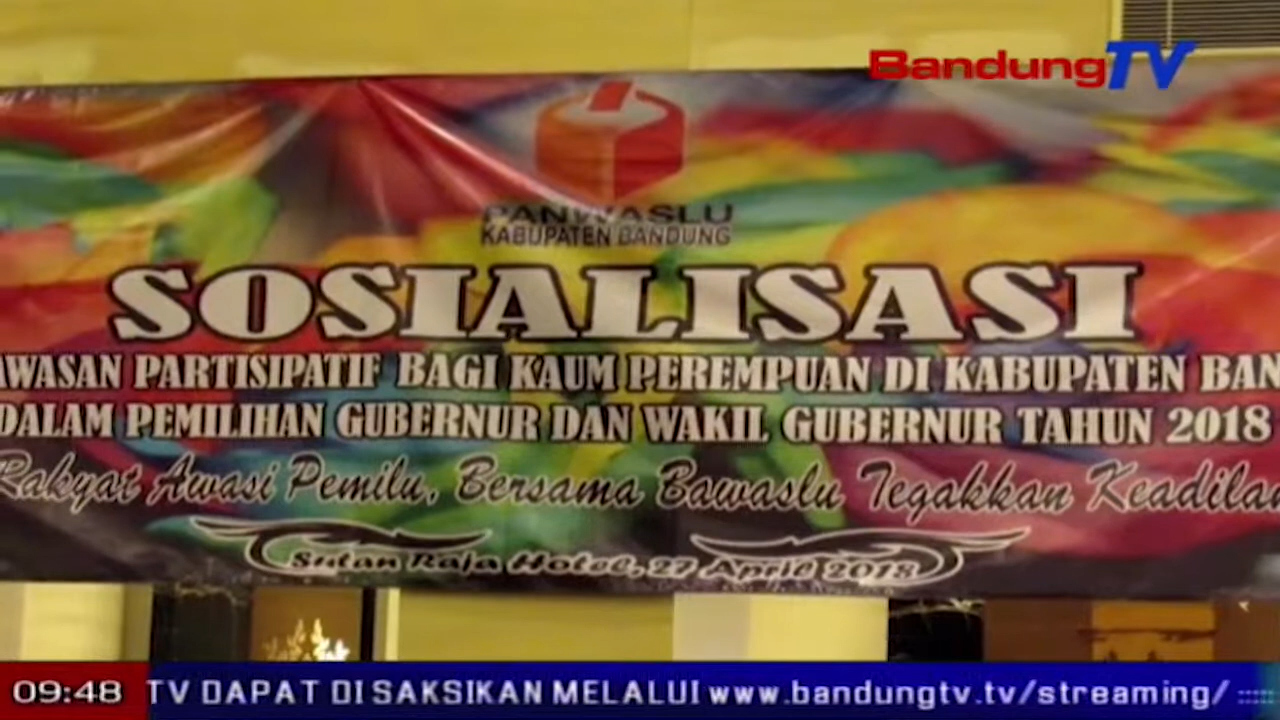 BandungTV
PANWASLU
KABUPATEN BANDUNG
SOSIALISASI
AWASAN PARTISIPATIF BAGI KAUM PEREMPUAN DI KABUPATEN BAN
DALAM PEMILIHAN GUBERNUR DAN WAKIL GUBERNUR TAHUN 2018
Rakyat Awasi Pemilu, Bersama Bawaslu Tegakkan Keadilan
Sutan Raja Hotel, 27 April 2018
09:48 TV DAPAT DI SAKSIKAN MELALUI www.bandungtv.tv/streaming/ :::::